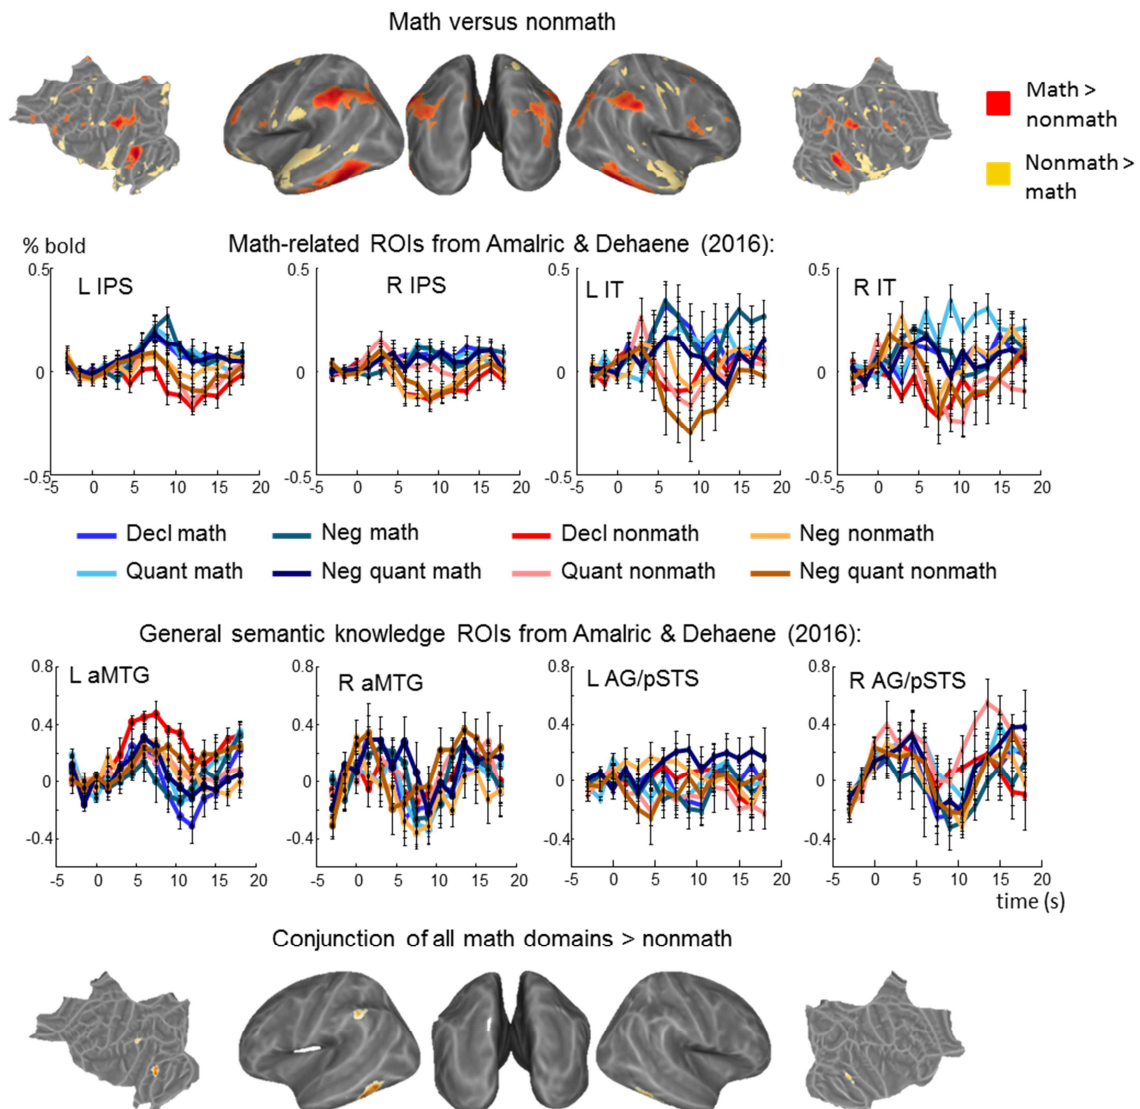 Math versus nonmath
Math >
nonmath
Nonmath >
math
% bold
Math-related ROIs from Amalric & Dehaene (2016):
0.5
0
-0.5
L IPS
-5 0 5 10 15 20
0.5
0
-0.5
R IPS
-5 0 5 10 15 20
0.5
0
-0.5
L IT
-5 0 5 10 15 20
0.5
0
-0.5
R IT
-5 0 5 10 15 20
Decl math
Neg math
Decl nonmath
Neg nonmath
Quant math
Neg quant math
Quant nonmath
Neg quant nonmath
General semantic knowledge ROIs from Amalric & Dehaene (2016):
0.8
0.4
0
-0.4
L aMTG
-5 0 5 10 15 20
0.8
0.4
0
-0.4
R aMTG
-5 0 5 10 15 20
0.8
0.4
0
-0.4
L AG/pSTS
-5 0 5 10 15 20
0.8
0.4
0
-0.4
R AG/pSTS
-5 0 5 10 15 20
time (s)
Conjunction of all math domains > nonmath